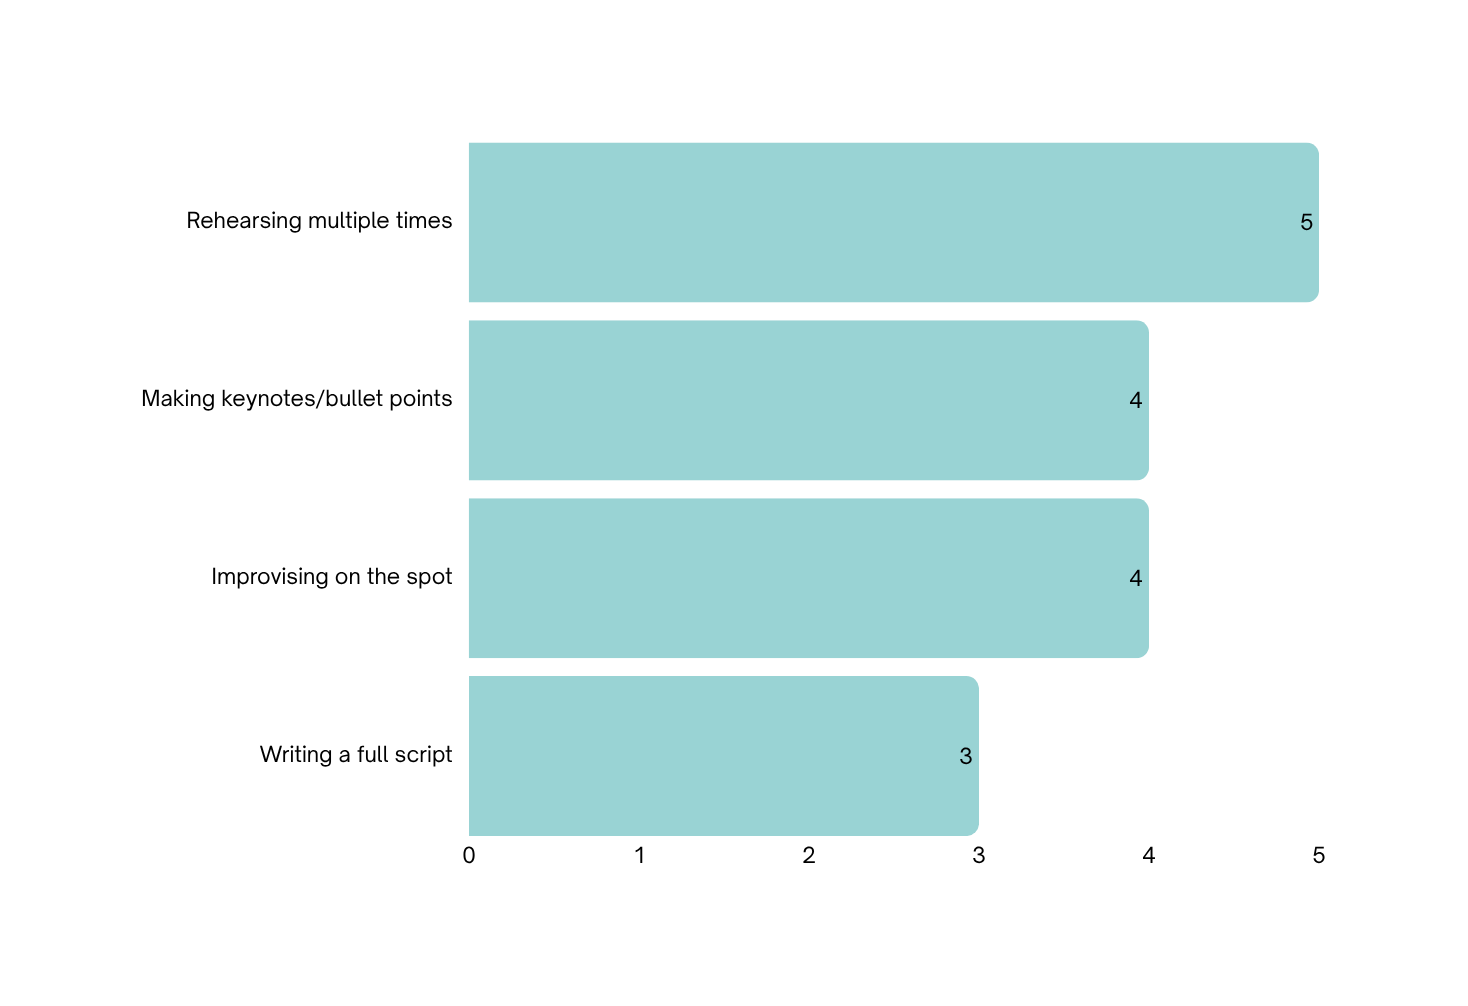 Rehearsing multiple times
5
Making keynotes/bullet points
4
Improvising on the spot
4
Writing a full script
3
0 1 2 3 4 5